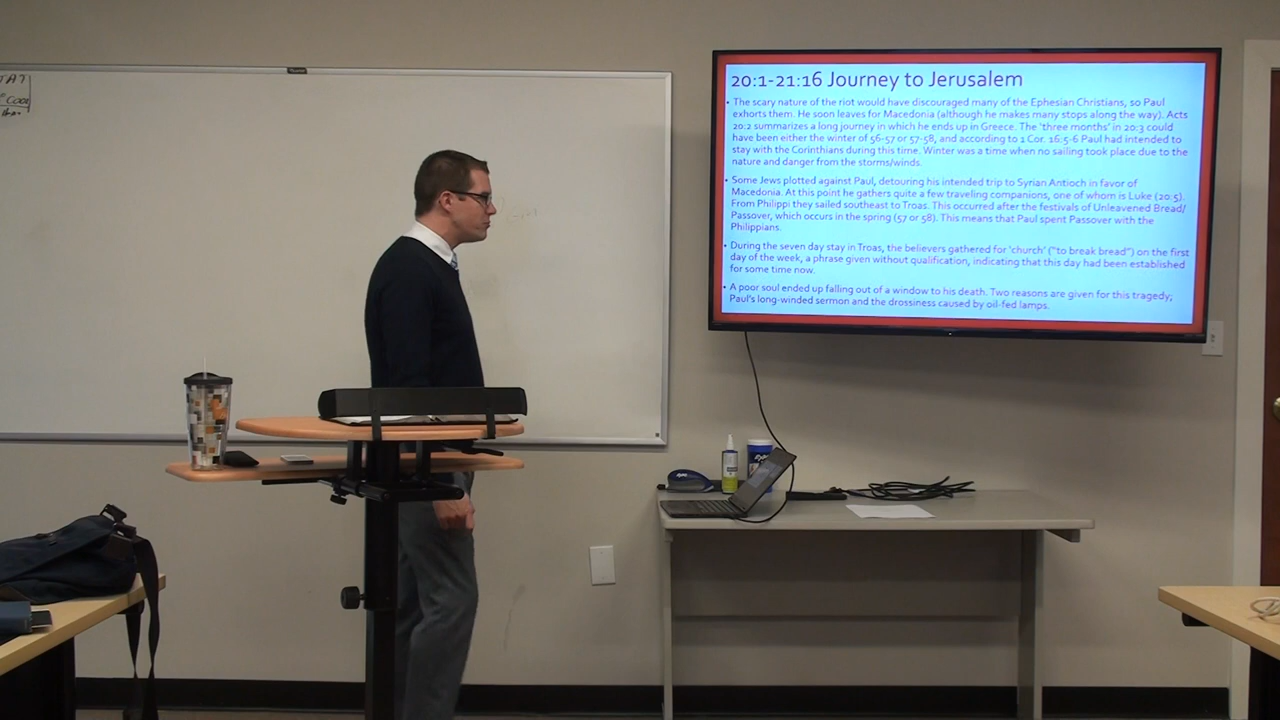 20:1-21:16 Journey to Jerusalem
• The scary nature of the riot would have discouraged many of the Ephesian Christians, so Paul
exhorts them. He soon leaves for Macedonia (although he makes many stops along the way). Acts
20:2 summarizes a long journey in which he ends up in Greece. The 'three months' in 20:3 could
have been either the winter of 56-57 or 57-58, and according to 1 Cor. 16:5-6 Paul had intended to
stay with the Corinthians during this time. Winter was a time when no sailing took place due to the
nature and danger from the storms/winds.
• Some Jews plotted against Paul, detouring his intended trip to Syrian Antioch in favor of
Macedonia. At this point he gathers quite a few traveling companions, one of whom is Luke (20:5).
From Philippi they sailed southeast to Troas. This occurred after the festivals of Unleavened Bread/
Passover, which occurs in the spring (57 or 58). This means that Paul spent Passover with the
Philippians.
• During the seven day stay in Troas, the believers gathered for 'church' ("to break bread") on the first
day of the week, a phrase given without qualification, indicating that this day had been established
for some time now.
• A poor soul ended up falling out of a window to his death. Two reasons are given for this tragedy;
Paul's long-winded sermon and the drossiness caused by oil-fed lamps.